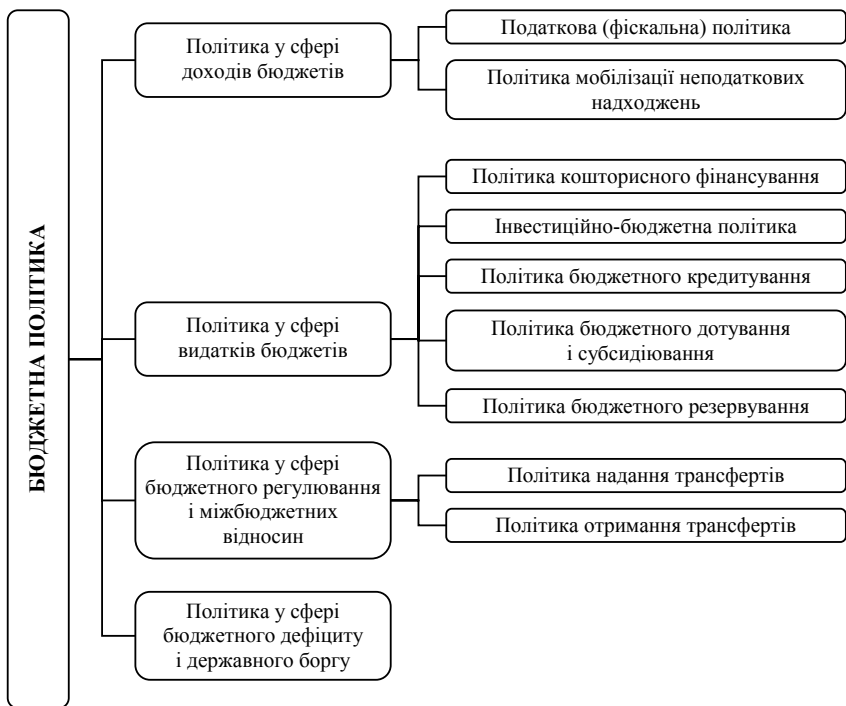 БЮДЖЕТНА ПОЛІТИКА
Політика у сфері
доходів бюджетів
Податкова (фіскальна) політика
Політика мобілізації неподаткових
надходжень
Політика у сфері
видатків бюджетів
Політика кошторисного фінансування
Інвестиційно-бюджетна політика
Політика бюджетного кредитування
Політика бюджетного дотування
і субсидіювання
Політика бюджетного резервування
Політика у сфері
бюджетного регулювання
і міжбюджетних
відносин
Політика надання трансфертів
Політика отримання трансфертів
Політика у сфері
бюджетного дефіциту
і державного боргу